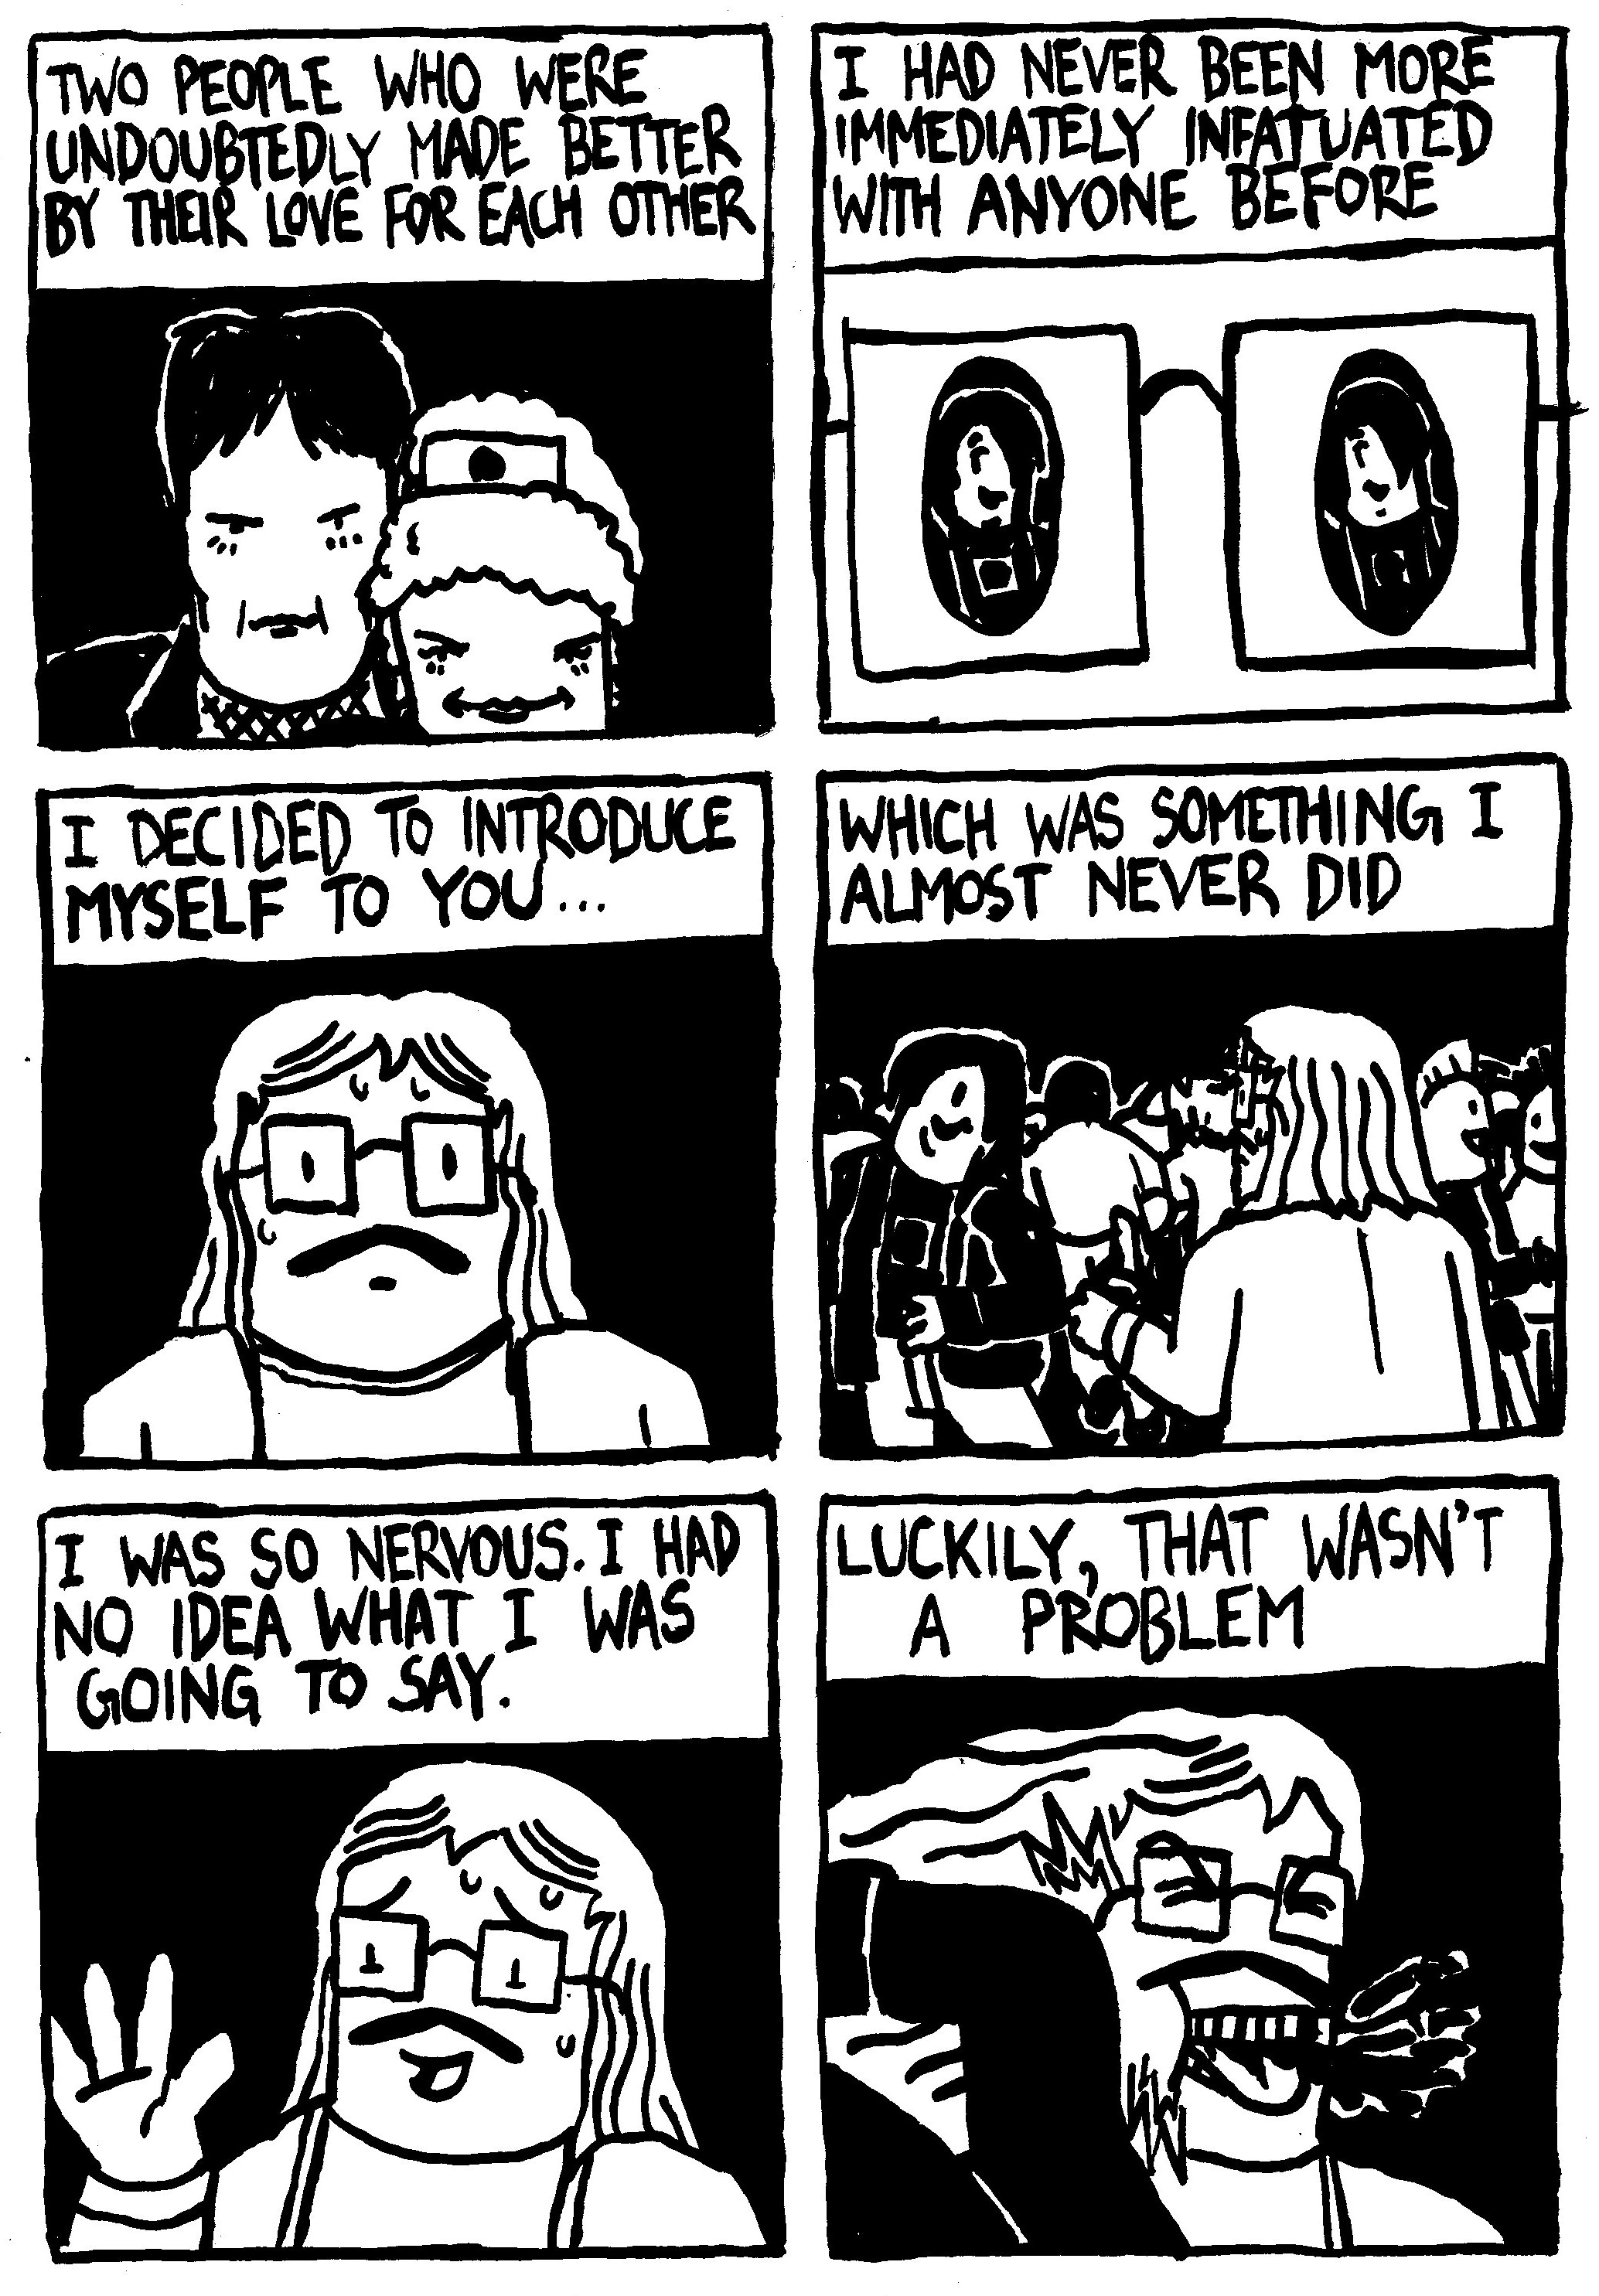 TWO PEOPLE WHO WERE
UNDOUBTEDLY MADE BETTER
BY THEIR LOVE FOR EACH OTHER
I HAD NEVER BEEN MORE
IMMEDIATELY INFATUATED
WITH ANYONE BEFORE
I DECIDED TO INTRODUCE
MYSELF TO YOU...
WHICH WAS SOMETHING I
ALMOST NEVER DID
I WAS SO NERVOUS. I HAD
NO IDEA WHAT I WAS
GOING TO SAY.
LUCKILY, THAT WASN'T
A PROBLEM